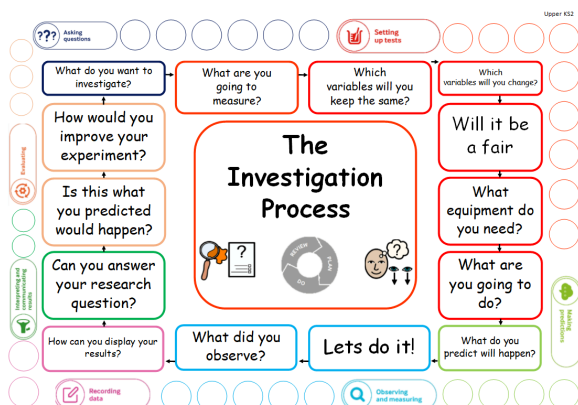 Upper KS2
??? Asking
questions
Setting
up tests
What do you want to
investigate?
What are you
going to
measure?
Which
variables will you
keep the same?
Which
variables will you change?
How would you
improve your
experiment?
The
Investigation
Process
Will it be
a fair
Evaluating
Is this what
you predicted
would happen?
What
equipment do
you need?
?
?
REVIEW
PLAN
DO
Can you answer
your research
question?
What are
you going to
do?
Interpreting and
communicating
results
Making
predictions
How can you display your
results?
What did you
observe?
Lets do it!
What do you
predict will happen?
Recording
data
Observing
and measuring